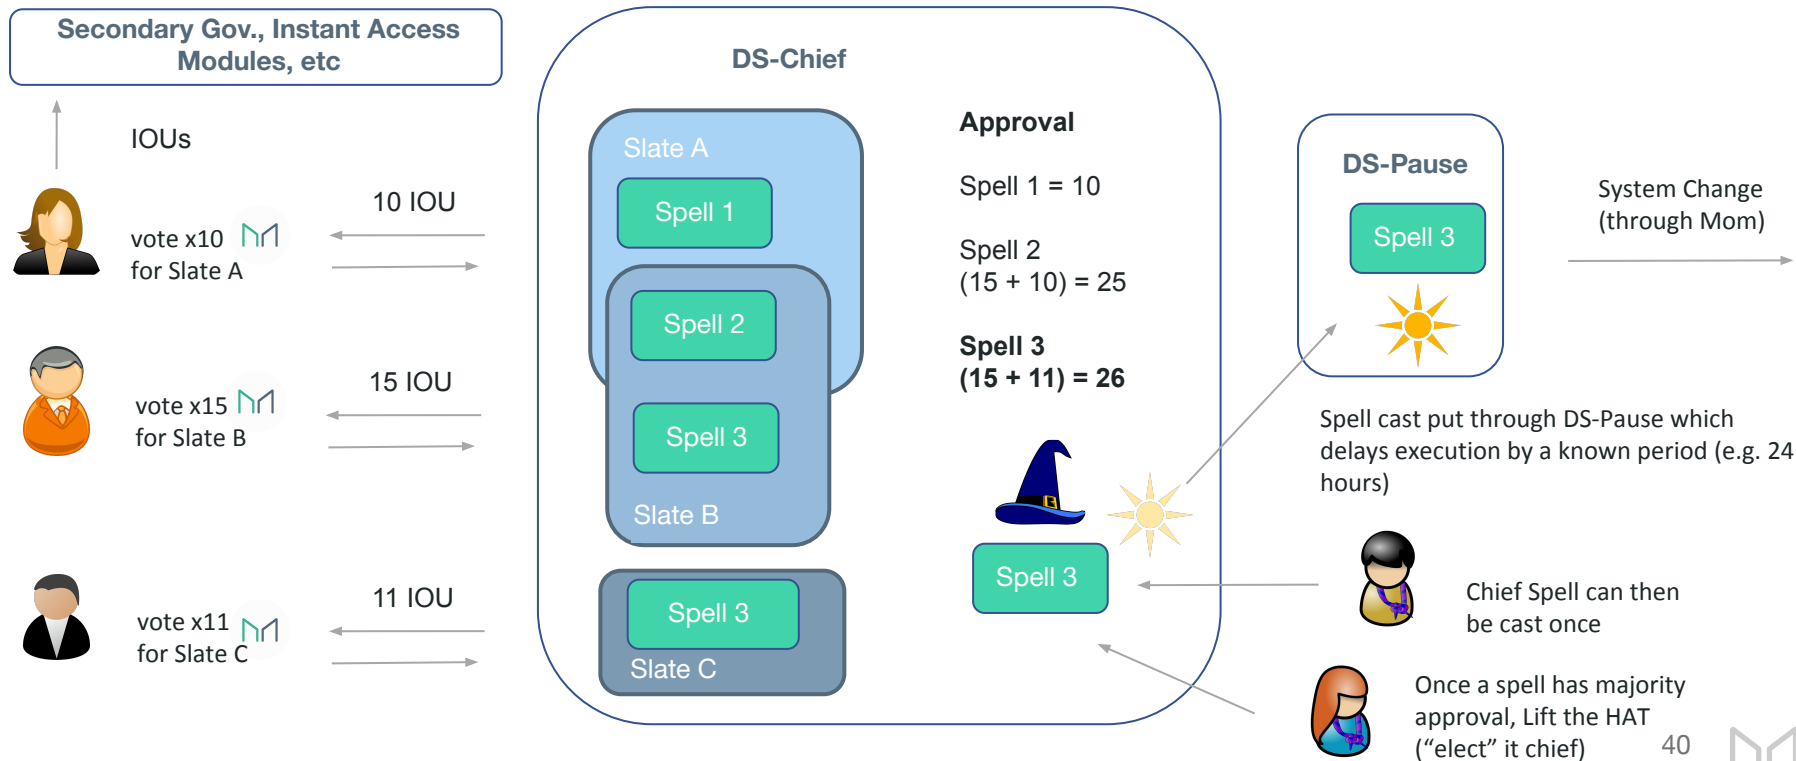 Secondary Gov., Instant Access
Modules, etc
IOUs
vote x10
for Slate A
10 IOU
vote x15
for Slate B
15 IOU
vote x11
for Slate C
11 IOU
DS-Chief
Slate A
Spell 1
Spell 2
Spell 3
Slate B
Spell 3
Slate C
Approval
Spell 1 = 10
Spell 2
(15 + 10) = 25
Spell 3
(15 + 11) = 26
Spell 3
DS-Pause
Spell 3
System Change
(through Mom)
Spell cast put through DS-Pause which
delays execution by a known period (e.g. 24
hours)
Chief Spell can then
be cast once
Once a spell has majority
approval, Lift the HAT
(“elect” it chief)
40